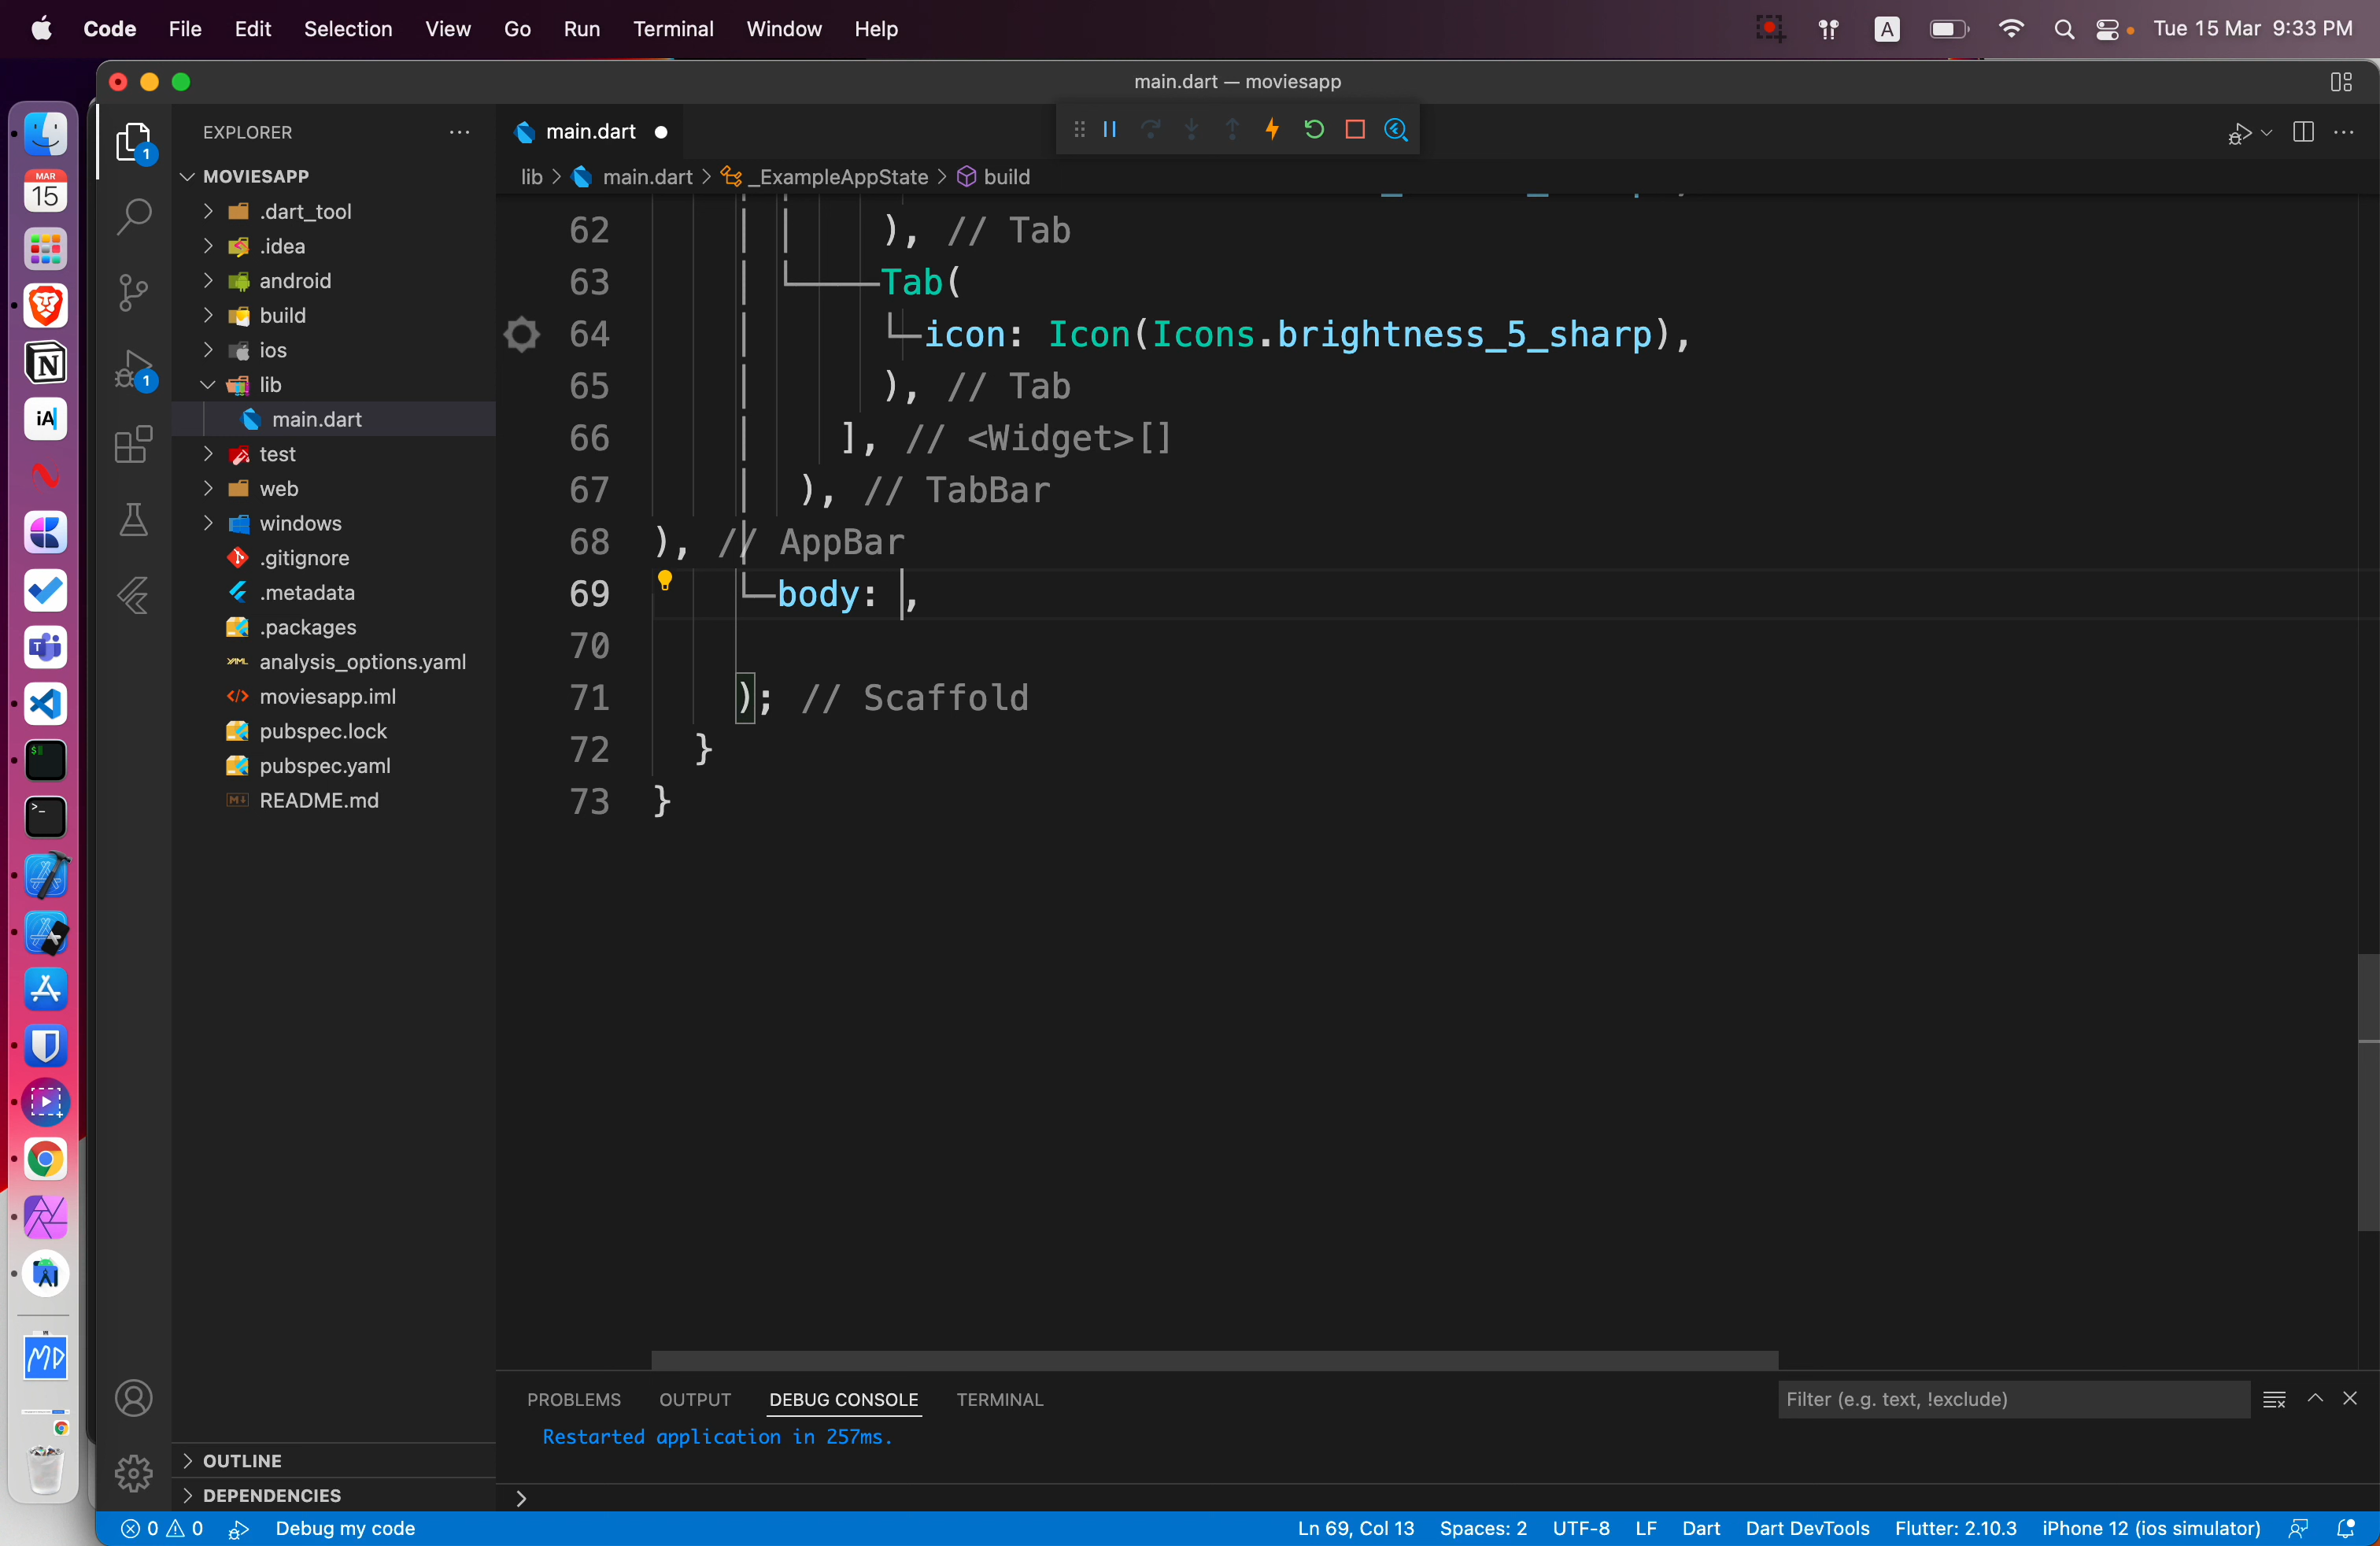 Code File Edit Selection View Go Run Terminal Window Help A Tue 15 Mar 9:33 PM
main.dart — moviesapp
MAR
15
iA
$
>_
MD
EXPLORER
1
MOVIESAPP
.dart_tool
.idea
android
build
ios
1
lib
main.dart
test
web
windows
.gitignore
.metadata
.packages
analysis_options.yaml
moviesapp.iml
pubspec.lock
pubspec.yaml
README.md
OUTLINE
DEPENDENCIES
main.dart
lib > main.dart > _ExampleAppState > build
62 ), // Tab
63 Tab(
64 icon: Icon(Icons.brightness_5_sharp),
65 ), // Tab
66 ], // <Widget>[]
67 ), // TabBar
68 ), // AppBar
69 body: ,
70
71 ); // Scaffold
72 }
73 }
PROBLEMS OUTPUT DEBUG CONSOLE TERMINAL Filter (e.g. text, !exclude)
Restarted application in 257ms.
0 0 Debug my code Ln 69, Col 13 Spaces: 2 UTF-8 LF Dart Dart DevTools Flutter: 2.10.3 iPhone 12 (ios simulator)